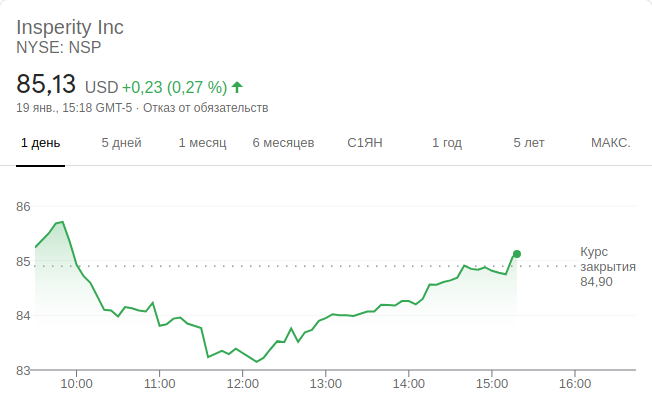 Insperity Inc
NYSE: NSP
85,13 USD +0,23 (0,27 %)
19 янв., 15:18 GMT-5 · Отказ от обязательств
1 день 5 дней 1 месяц 6 месяцев С1ЯН 1 год 5 лет МАКС.
86
85
84
83
Курс
закрытия
84,90
10:00 11:00 12:00 13:00 14:00 15:00 16:00